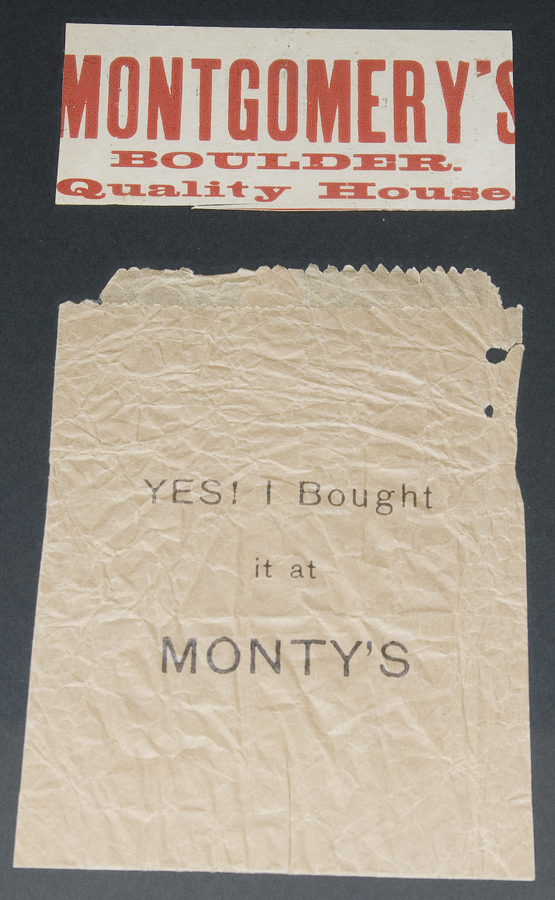 MONTGOMERY'S
BOULDER.
Quality House.
YES! I Bought
it at
MONTY'S